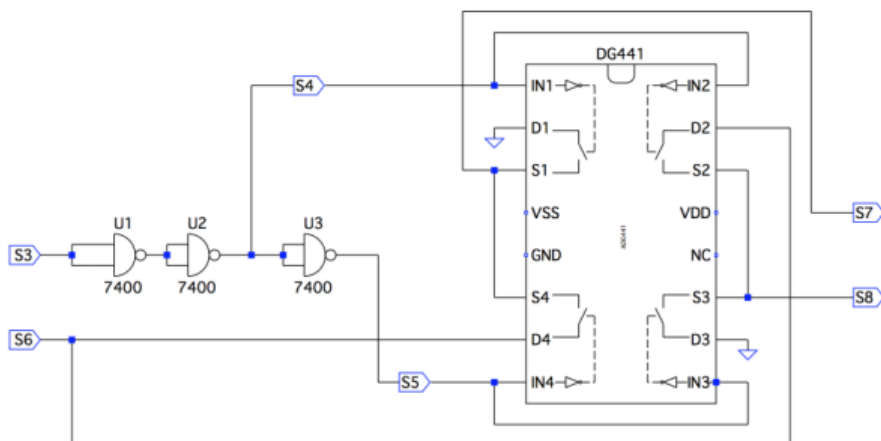 DG441
S4
IN1
IN2
D1
D2
S1
S2
U1
U2
U3
VSS
VDD
S7
ADG441
S3
GND
NC
7400
7400
7400
S4
S3
S8
S6
D4
D3
S5
IN4
IN3